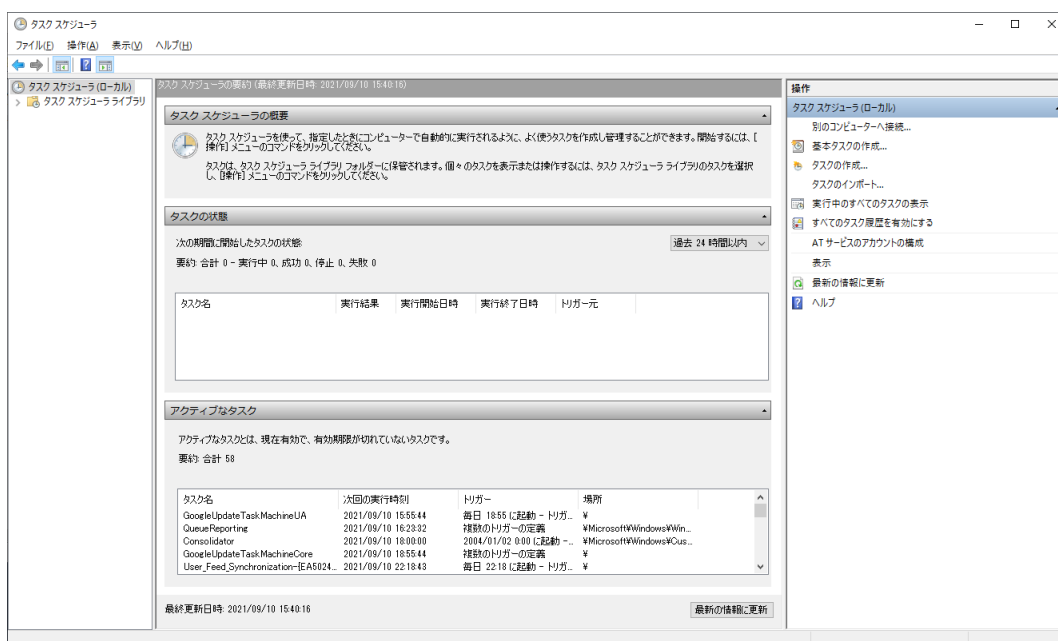 タスク スケジューラ
ファイル(F) 操作(A) 表示(V) ヘルプ(H)
タスク スケジューラ (ローカル)
タスク スケジューラ ライブラリ
タスク スケジューラの要約 (最終更新日時: 2021/09/10 15:40:16)
タスク スケジューラの概要
タスク スケジューラを使って、指定したときにコンピューターで自動的に実行されるように、よく使うタスクを作成し管理することができます。開始するには、[
操作] メニューのコマンドをクリックしてください。
タスクは、タスク スケジューラ ライブラリ フォルダーに保管されます。個々のタスクを表示または操作するには、タスク スケジューラ ライブラリのタスクを選択
し、[操作] メニューのコマンドをクリックしてください。
タスクの状態
次の期間に開始したタスクの状態: 過去 24 時間以内
要約: 合計 0 - 実行中 0、成功 0、停止 0、失敗 0
タスク名 実行結果 実行開始日時 実行終了日時 トリガー元
アクティブなタスク
アクティブなタスクとは、現在有効で、有効期限が切れていないタスクです。
要約: 合計 58
タスク名 次回の実行時刻 トリガー 場所
GoogleUpdateTaskMachineUA 2021/09/10 15:55:44 毎日 18:55 に起動 - トリガ... ¥
QueueReporting 2021/09/10 16:23:32 複数のトリガーの定義 ¥Microsoft¥Windows¥Win...
Consolidator 2021/09/10 18:00:00 2004/01/02 0:00 に起動 -... ¥Microsoft¥Windows¥Cus...
GoogleUpdateTaskMachineCore 2021/09/10 18:55:44 複数のトリガーの定義 ¥
User_Feed_Synchronization-{EA5024... 2021/09/10 22:18:43 毎日 22:18 に起動 - トリガ... ¥
最終更新日時: 2021/09/10 15:40:16 最新の情報に更新
操作
タスク スケジューラ (ローカル)
別のコンピューターへ接続...
基本タスクの作成...
タスクの作成...
タスクのインポート...
実行中のすべてのタスクの表示
すべてのタスク履歴を有効にする
AT サービスのアカウントの構成
表示
最新の情報に更新
ヘルプ